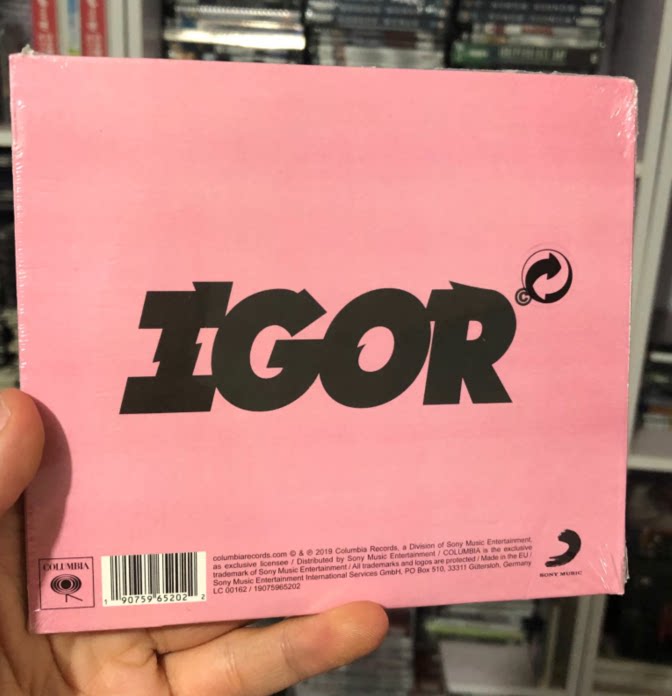 IGOR©
COLUMBIA
1 90759 65202 2
columbiarecords.com © & ℗ 2019 Columbia Records, a Division of Sony Music Entertainment,
as exclusive licensee / Distributed by Sony Music Entertainment / COLUMBIA is the exclusive
trademark of Sony Music Entertainment / All trademarks and logos are protected / Made in the EU /
Sony Music Entertainment International Services GmbH, PO Box 510, 33311 Gütersloh, Germany
LC 00162 / 19075965202
SONY MUSIC